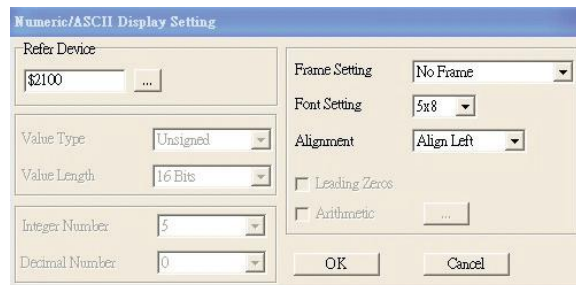 Numeric/ASCII Display Setting
Refer Device
$2100
...
Value Type
Unsigned
Value Length
16 Bits
Integer Number
5
Decimal Number
0
Frame Setting
No Frame
Font Setting
5x8
Alignment
Align Left
Leading Zeros
Arithmetic
...
OK
Cancel